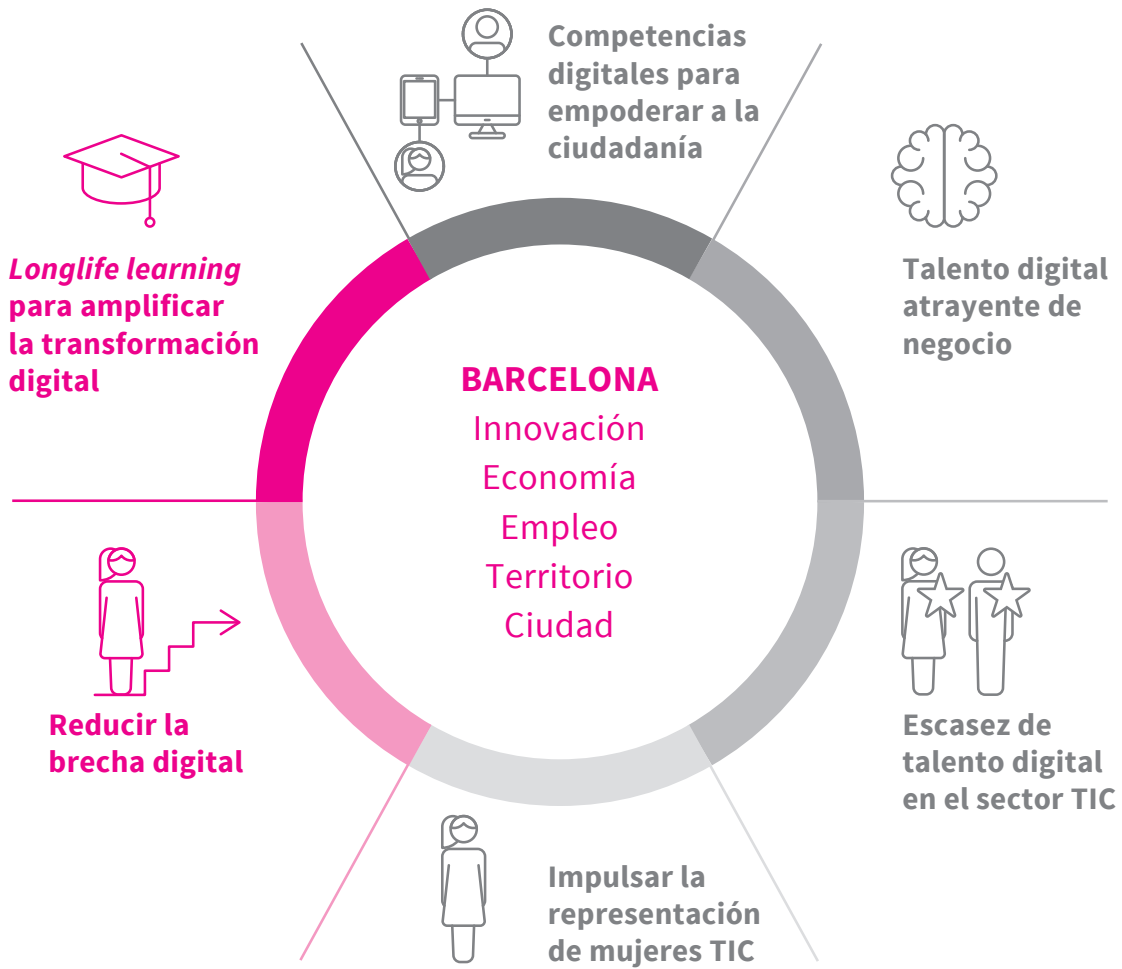 Competencias
digitales para
empoderar a la
ciudadanía
Talento digital
atrayente de
negocio
Escasez de
talento digital
en el sector TIC
Impulsar la
representación
de mujeres TIC
Reducir la
brecha digital
Longlife learning
para amplificar
la transformación
digital
BARCELONA
Innovación
Economía
Empleo
Territorio
Ciudad